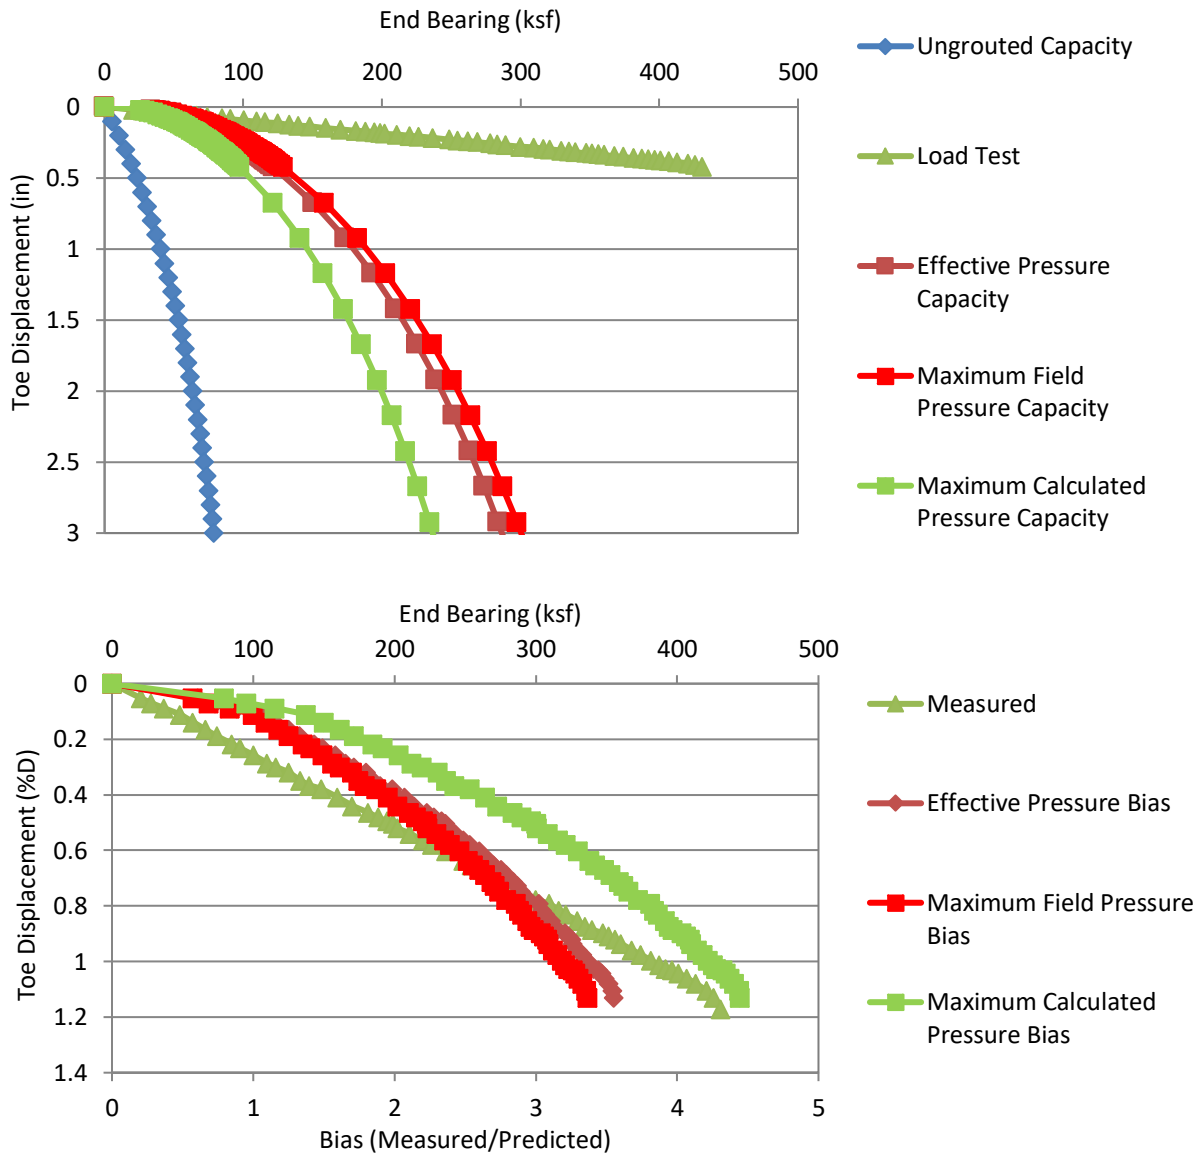 End Bearing (ksf)
0 100 200 300 400 500
0
0.5
1
1.5
2
2.5
3
Toe Displacement (in)
Ungrouted Capacity
Load Test
Effective Pressure
Capacity
Maximum Field
Pressure Capacity
Maximum Calculated
Pressure Capacity
End Bearing (ksf)
0 100 200 300 400 500
0
0.2
0.4
0.6
0.8
1
1.2
1.4
Toe Displacement (%D)
0 1 2 3 4 5
Bias (Measured/Predicted)
Measured
Effective Pressure Bias
Maximum Field Pressure
Bias
Maximum Calculated
Pressure Bias